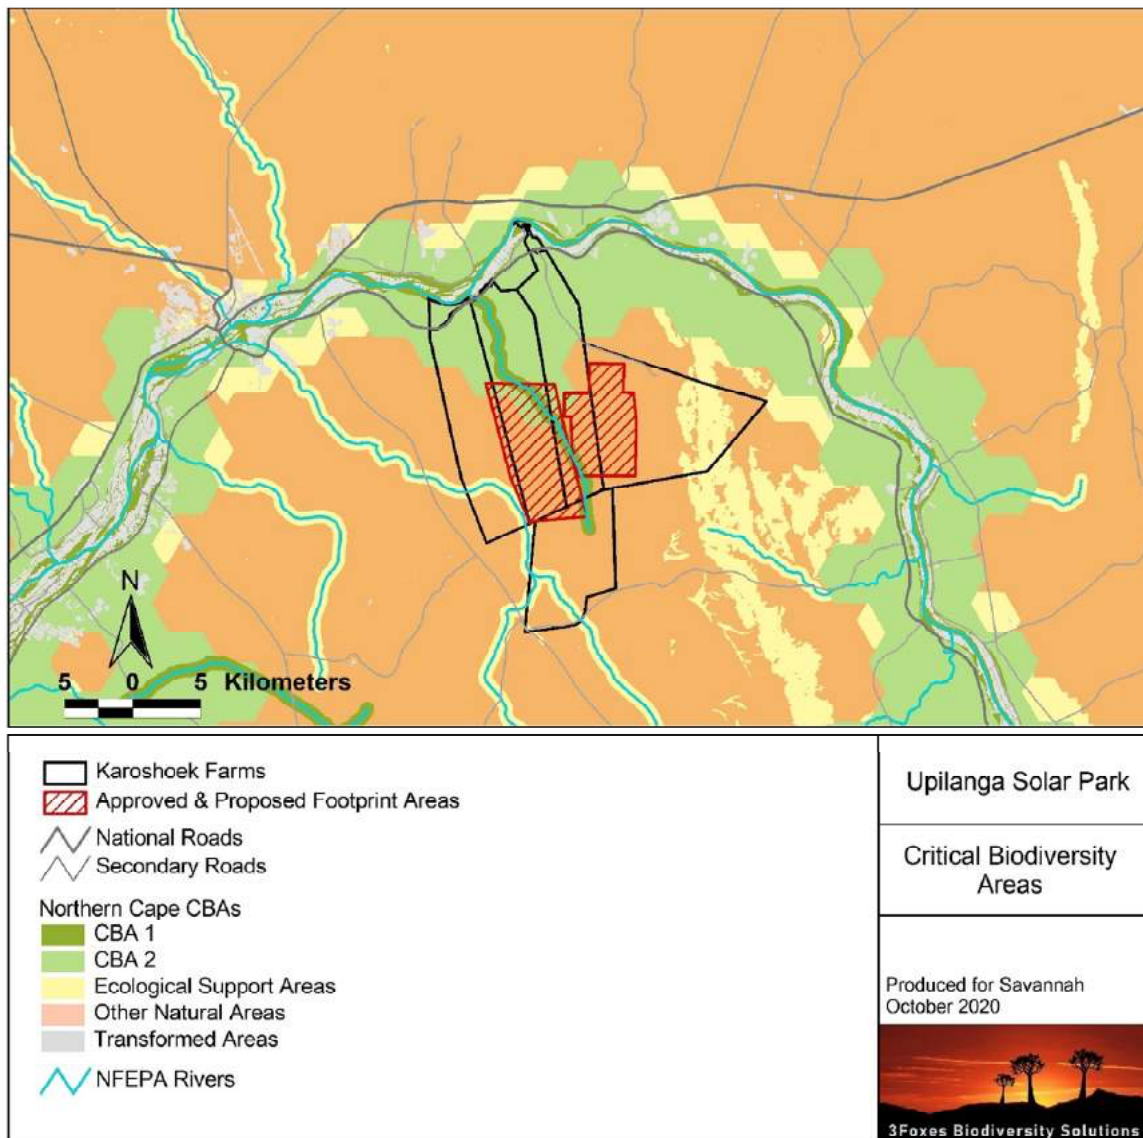 N
5 0 5 Kilometers
Karoshoek Farms
Approved & Proposed Footprint Areas
National Roads
Secondary Roads
Northern Cape CBAs
CBA 1
CBA 2
Ecological Support Areas
Other Natural Areas
Transformed Areas
NFEPA Rivers
Upilanga Solar Park
Critical Biodiversity
Areas
Produced for Savannah
October 2020
3Foxes Biodiversity Solutions